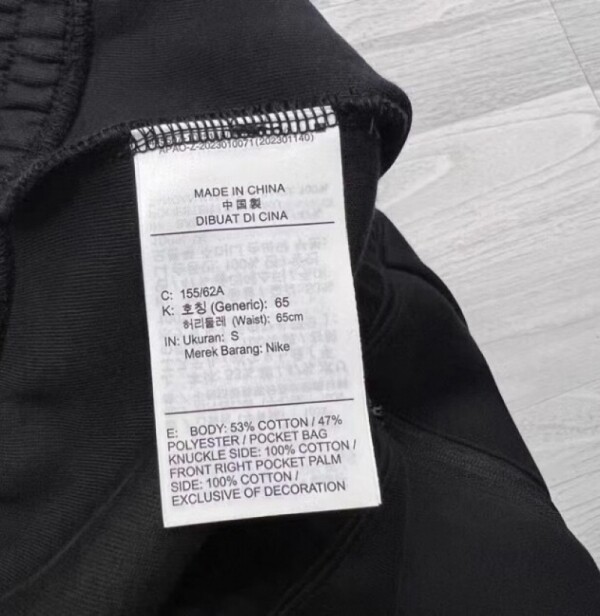 APAO-Z-2023010071(202301140)
MADE IN CHINA
中 国 製
DIBUAT DI CINA
C: 155/62A
K: 호칭 (Generic): 65
허리둘레 (Waist): 65cm
IN: Ukuran: S
Merek Barang: Nike
E: BODY: 53% COTTON / 47%
POLYESTER / POCKET BAG
KNUCKLE SIDE: 100% COTTON /
FRONT RIGHT POCKET PALM
SIDE: 100% COTTON /
EXCLUSIVE OF DECORATION